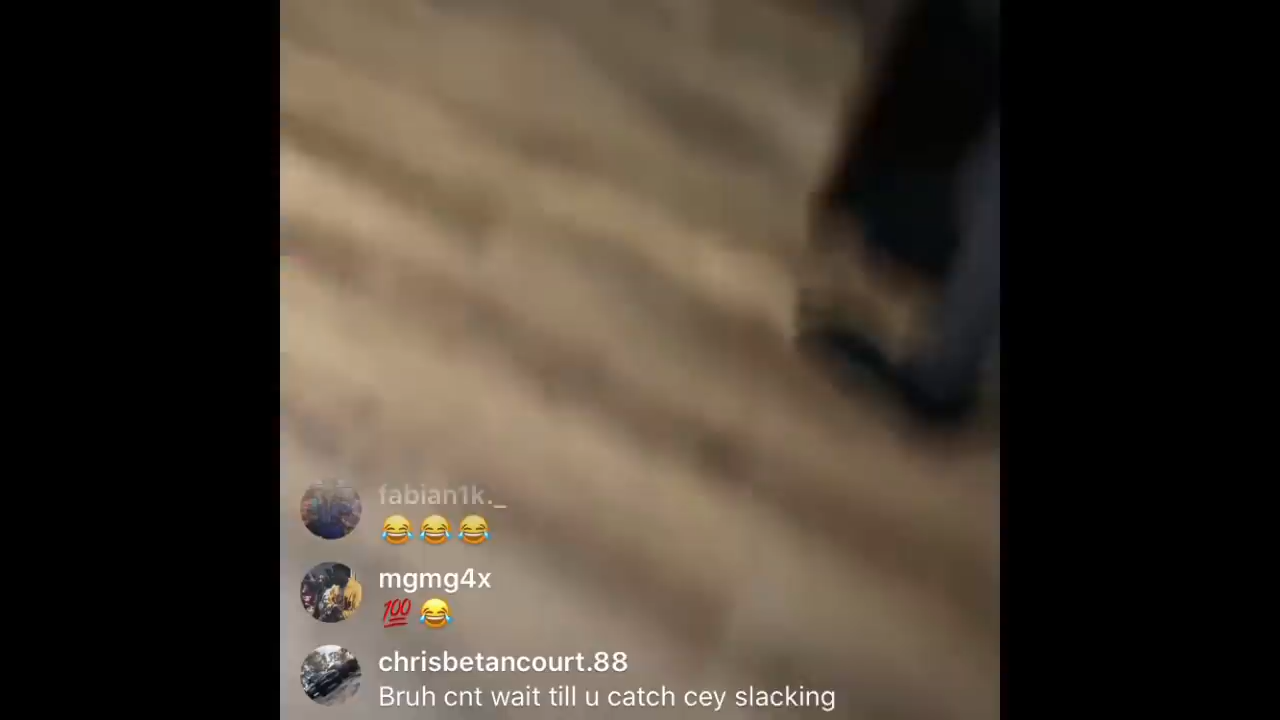 fabian1k._
😂😂😂
mgmg4x
💯😂
chrisbetancourt.88
Bruh cnt wait till u catch cey slacking